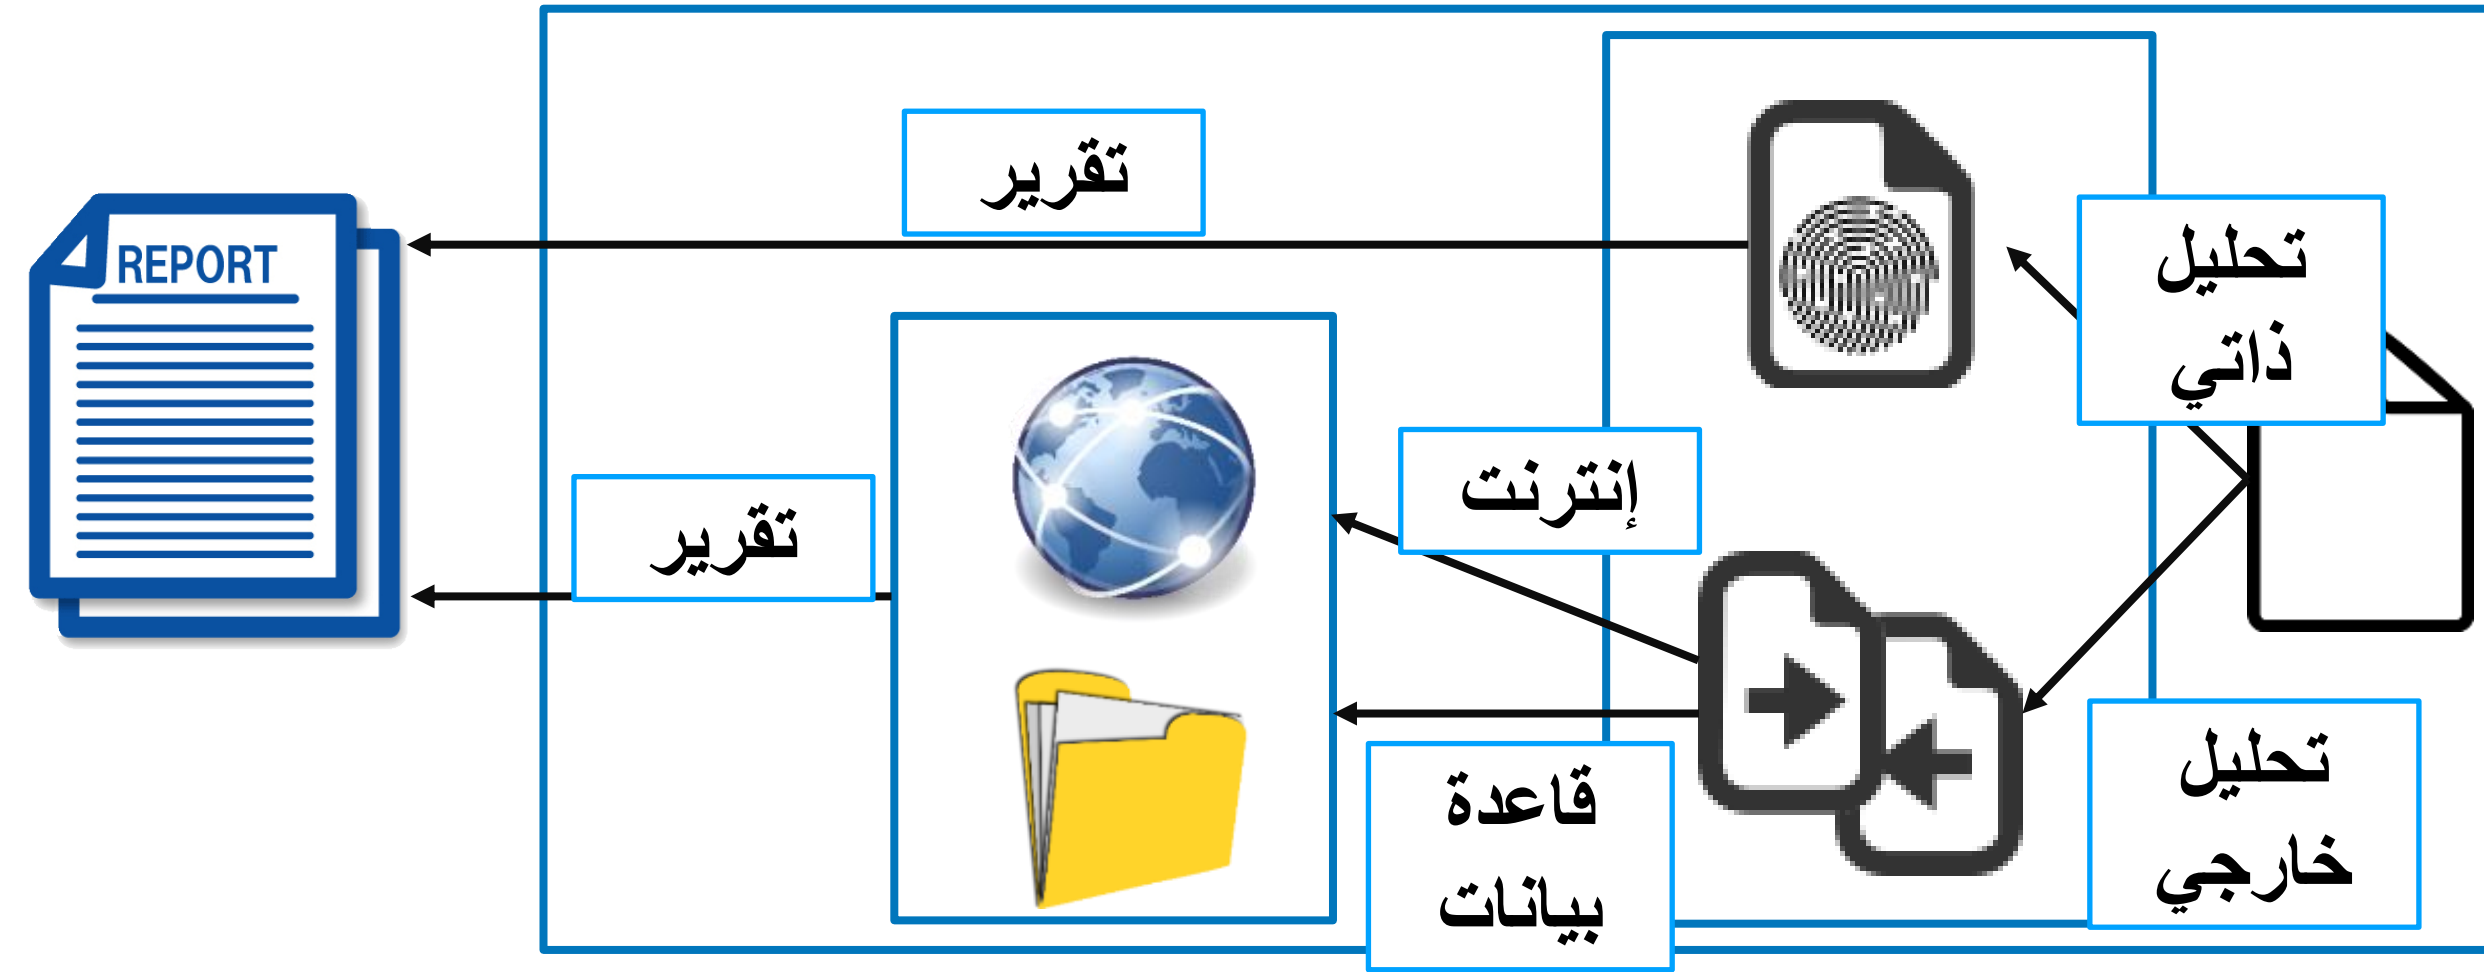 تقرير
تحليل
ذاتي
REPORT
إنترنت
تقرير
تحليل
خارجي
قاعدة
بيانات